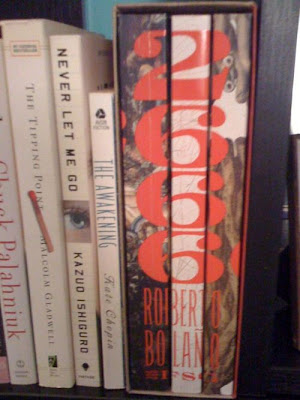 Chuck Palahniuk
THE TIPPING POINT
MALCOLM GLADWELL
NEVER LET ME GO
KAZUO ISHIGURO
THE AWAKENING
Kate Chopin
2666
ROBERTO
BOLAÑO
FSG